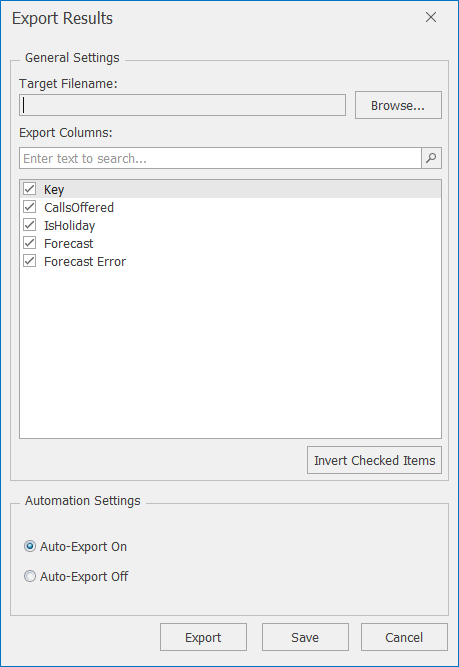 Export Results
General Settings
Target Filename:
Browse...
Export Columns:
Enter text to search...
Key
CallsOffered
IsHoliday
Forecast
Forecast Error
Invert Checked Items
Automation Settings
Auto-Export On
Auto-Export Off
Export Save Cancel